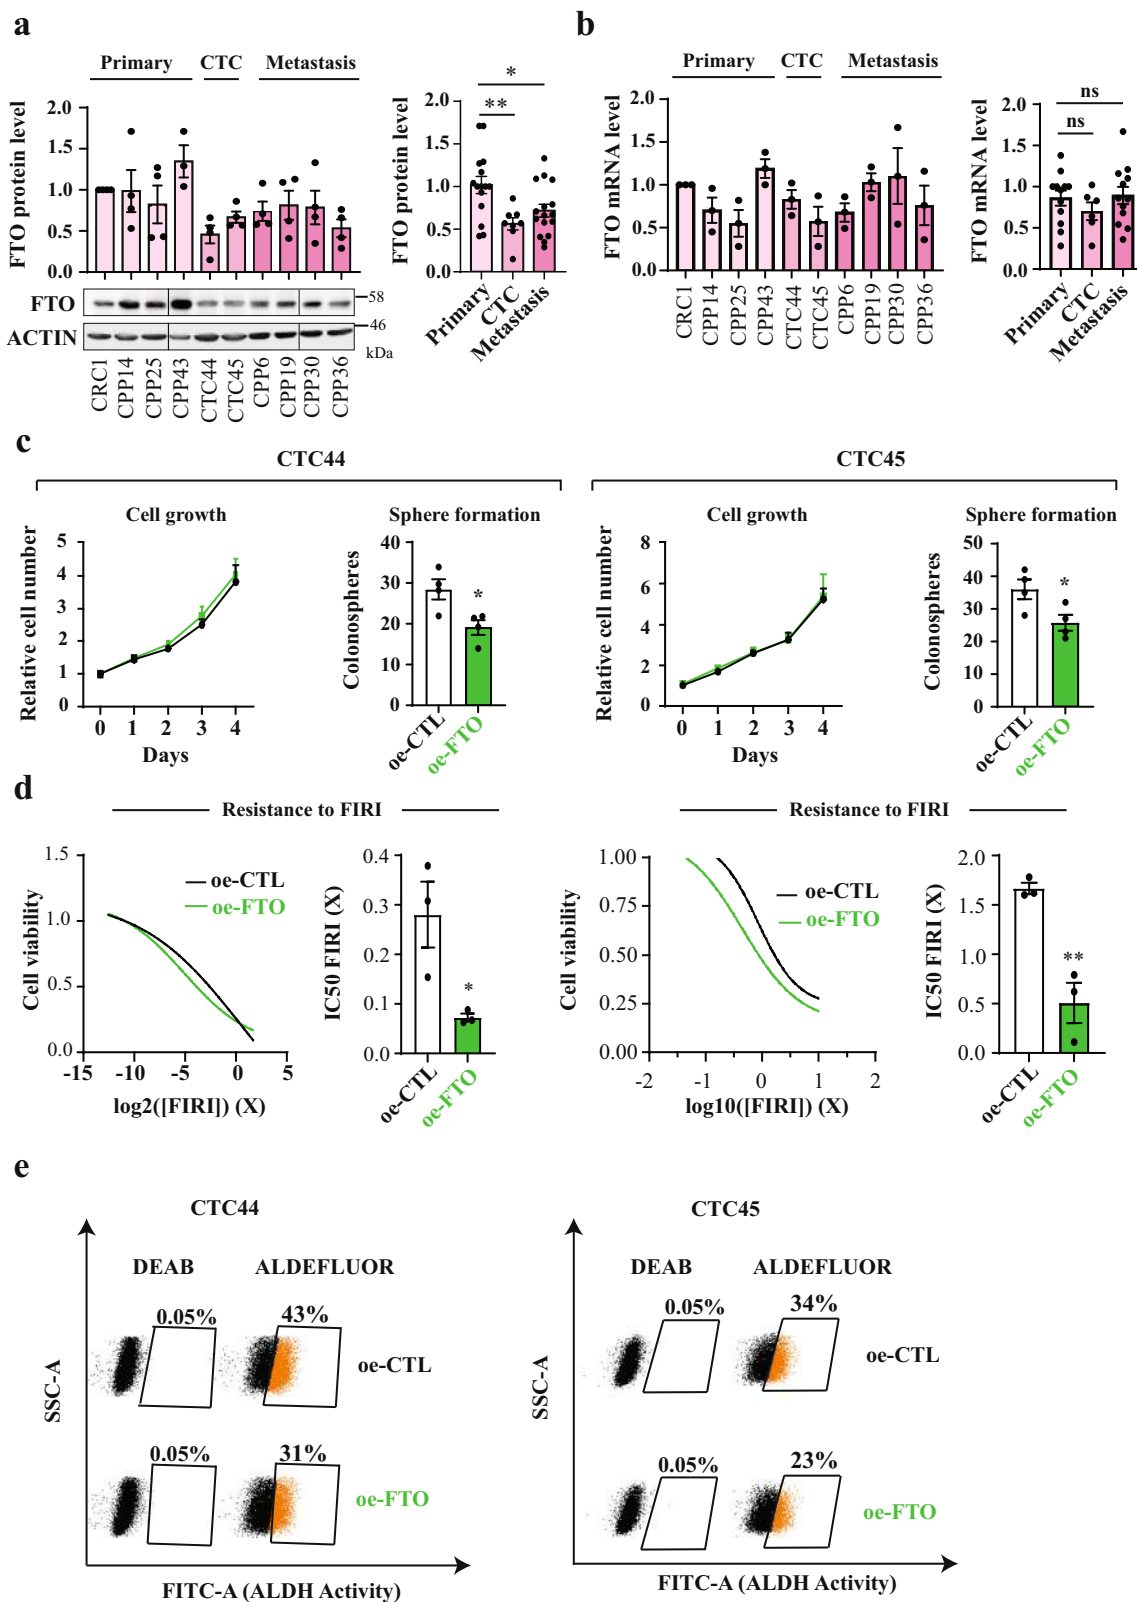 a
Primary CTC Metastasis
FTO protein level
2.0
1.5
1.0
0.5
0.0
FTO
ACTIN
58
46
kDa
CRC1
CPP14
CPP25
CPP43
CTC44
CTC45
CPP6
CPP19
CPP30
CPP36
FTO protein level
2.0
1.5
1.0
0.5
0.0
*
**
Primary
CTC
Metastasis
b
Primary CTC Metastasis
FTO mRNA level
2.0
1.5
1.0
0.5
0.0
CRC1
CPP14
CPP25
CPP43
CTC44
CTC45
CPP6
CPP19
CPP30
CPP36
FTO mRNA level
2.0
1.5
1.0
0.5
0.0
ns
ns
Primary
CTC
Metastasis
c
CTC44
Cell growth
Relative cell number
5
4
3
2
1
0
0 1 2 3 4
Days
Sphere formation
Colonospheres
40
30
20
10
0
*
oe-CTL
oe-FTO
CTC45
Cell growth
Relative cell number
8
6
4
2
0
0 1 2 3 4
Days
Sphere formation
Colonospheres
50
40
30
20
10
0
*
oe-CTL
oe-FTO
d
Resistance to FIRI
Cell viability
1.5
1.0
0.5
0.0
-15 -10 -5 0 5
log2([FIRI]) (X)
oe-CTL
oe-FTO
IC50 FIRI (X)
0.4
0.3
0.2
0.1
0.0
*
oe-CTL
oe-FTO
Resistance to FIRI
Cell viability
1.00
0.75
0.50
0.25
0.00
-2 -1 0 1 2
log10([FIRI]) (X)
oe-CTL
oe-FTO
IC50 FIRI (X)
2.0
1.5
1.0
0.5
0.0
**
oe-CTL
oe-FTO
e
CTC44
DEAB ALDEFLUOR
0.05% 43%
oe-CTL
0.05% 31%
oe-FTO
SSC-A
FITC-A (ALDH Activity)
CTC45
DEAB ALDEFLUOR
0.05% 34%
oe-CTL
0.05% 23%
oe-FTO
SSC-A
FITC-A (ALDH Activity)